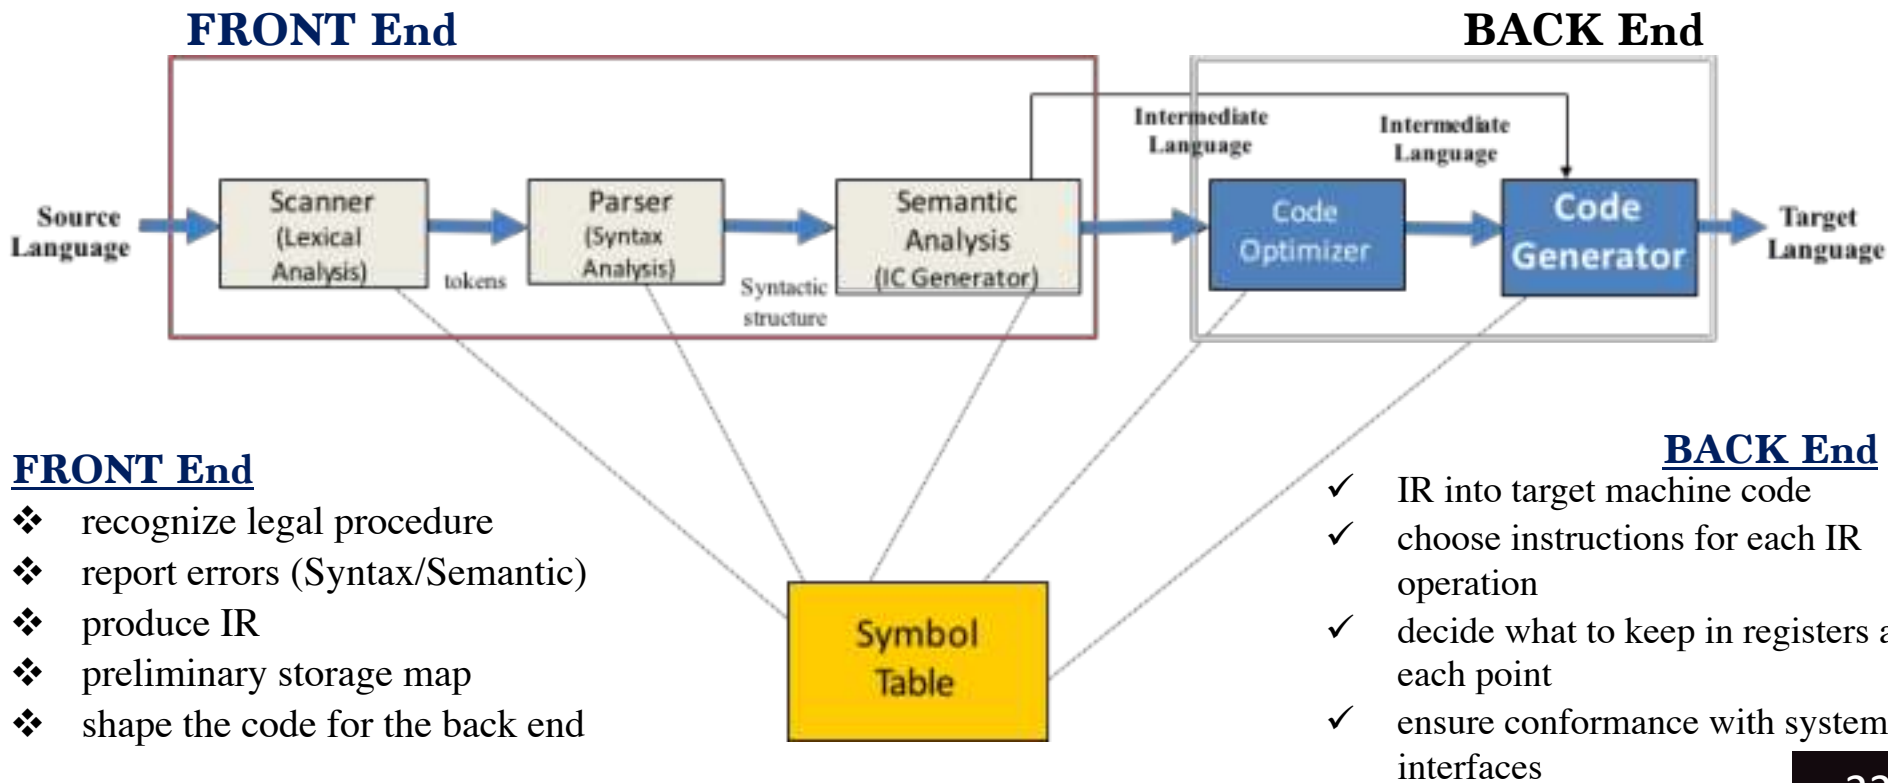 FRONT End
BACK End
Intermediate
Language
Intermediate
Language
Source
Language
Scanner
(Lexical
Analysis)
tokens
Parser
(Syntax
Analysis)
Syntactic
structure
Semantic
Analysis
(IC Generator)
Code
Optimizer
Code
Generator
Target
Language
FRONT End
❖ recognize legal procedure
❖ report errors (Syntax/Semantic)
❖ produce IR
❖ preliminary storage map
❖ shape the code for the back end
Symbol
Table
BACK End
✓ IR into target machine code
✓ choose instructions for each IR
operation
✓ decide what to keep in registers
each point
✓ ensure conformance with system
interfaces